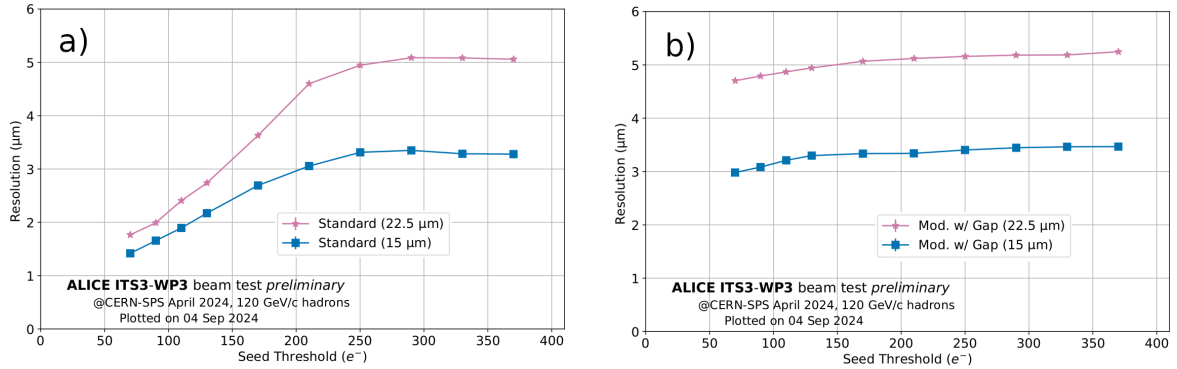 a)
6
5
4
3
2
1
0
Resolution (μm)
Standard (22.5 μm)
Standard (15 μm)
ALICE ITS3-WP3 beam test preliminary
@CERN-SPS April 2024, 120 GeV/c hadrons
Plotted on 04 Sep 2024
0 50 100 150 200 250 300 350 400
Seed Threshold (e⁻)
b)
6
5
4
3
2
1
0
Resolution (μm)
Mod. w/ Gap (22.5 μm)
Mod. w/ Gap (15 μm)
ALICE ITS3-WP3 beam test preliminary
@CERN-SPS April 2024, 120 GeV/c hadrons
Plotted on 04 Sep 2024
0 50 100 150 200 250 300 350 400
Seed Threshold (e⁻)